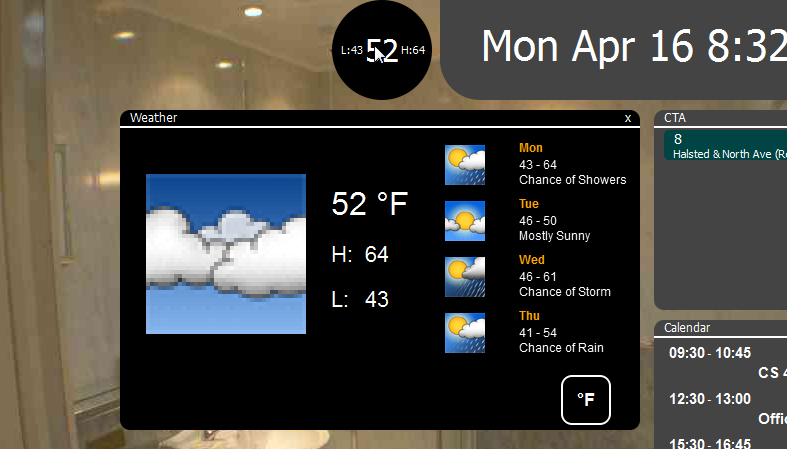 L:43 52 H:64
Mon Apr 16 8:32
Weather x
52 °F
H: 64
L: 43
Mon
43 - 64
Chance of Showers
Tue
46 - 50
Mostly Sunny
Wed
46 - 61
Chance of Storm
Thu
41 - 54
Chance of Rain
°F
CTA
8
Halsted & North Ave (R
Calendar
09:30 - 10:45
CS 4
12:30 - 13:00
Offi
15:30 - 16:45